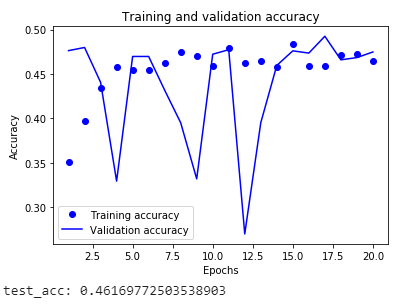 Training and validation accuracy
0.50
0.45
0.40
0.35
0.30
Accuracy
Training accuracy
Validation accuracy
2.5 5.0 7.5 10.0 12.5 15.0 17.5 20.0
Epochs
test_acc: 0.46169772503538903